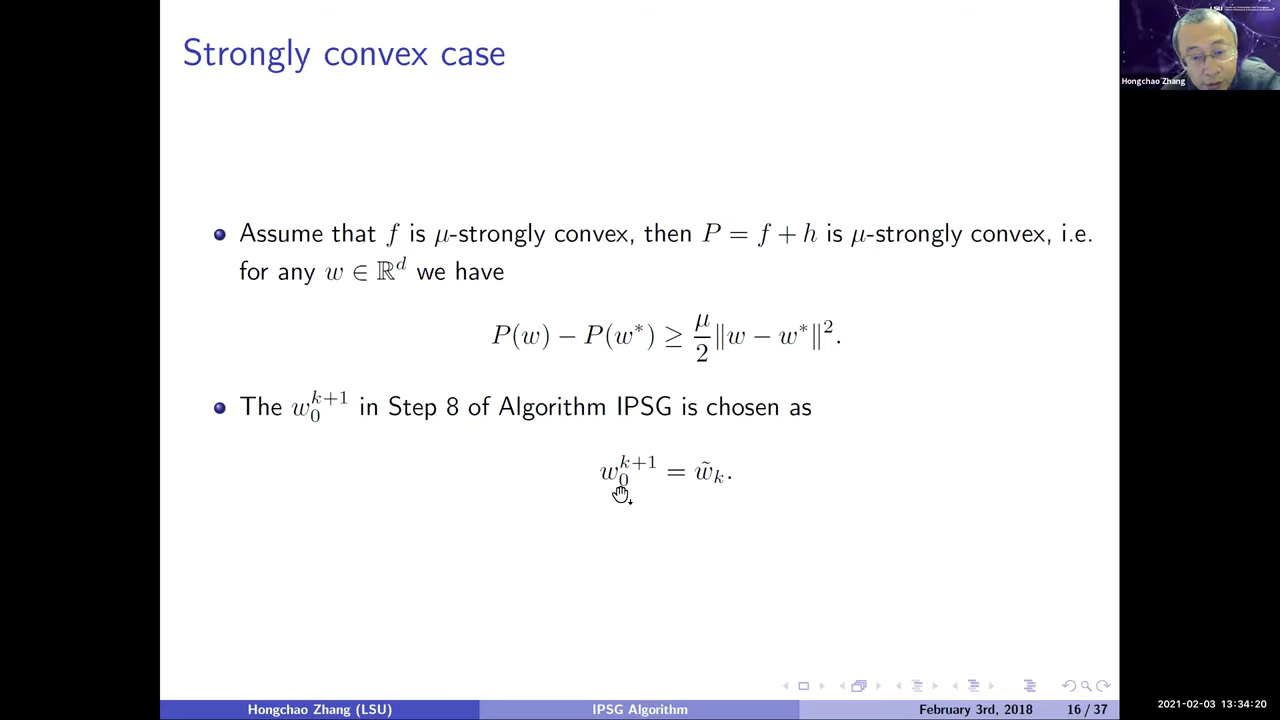 Strongly convex case
Hongchao Zhang
Assume that f is μ-strongly convex, then P = f + h is μ-strongly convex, i.e.
for any w ∈ ℝ^d we have
P(w) − P(w*) ≥ μ/2 ‖w − w*‖².
The w_0^{k+1} in Step 8 of Algorithm IPSG is chosen as
w_0^{k+1} = w̃_k.
Hongchao Zhang (LSU) IPSG Algorithm February 3rd, 2018 16 / 37
2021-02-03 13:34:20